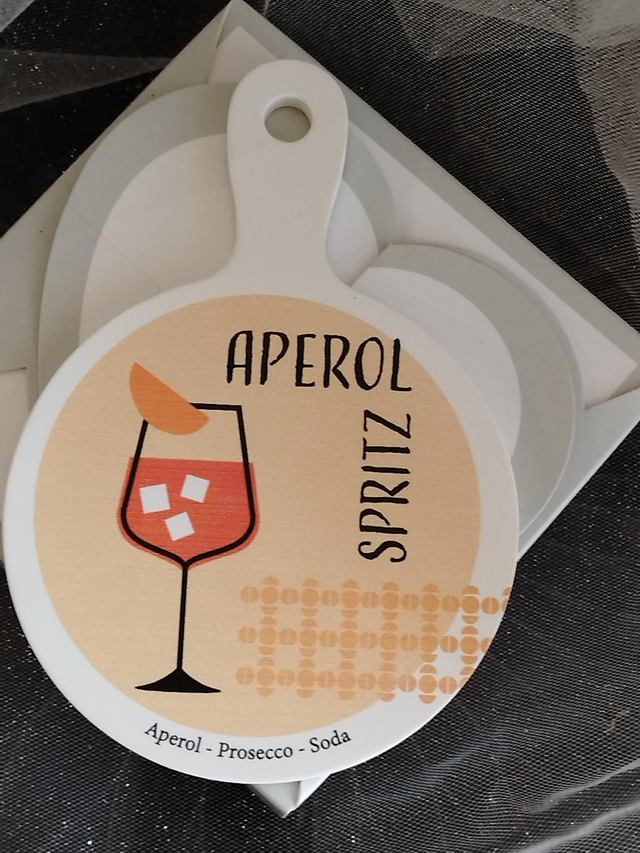 APEROL
SPRITZ
Aperol - Prosecco - Soda